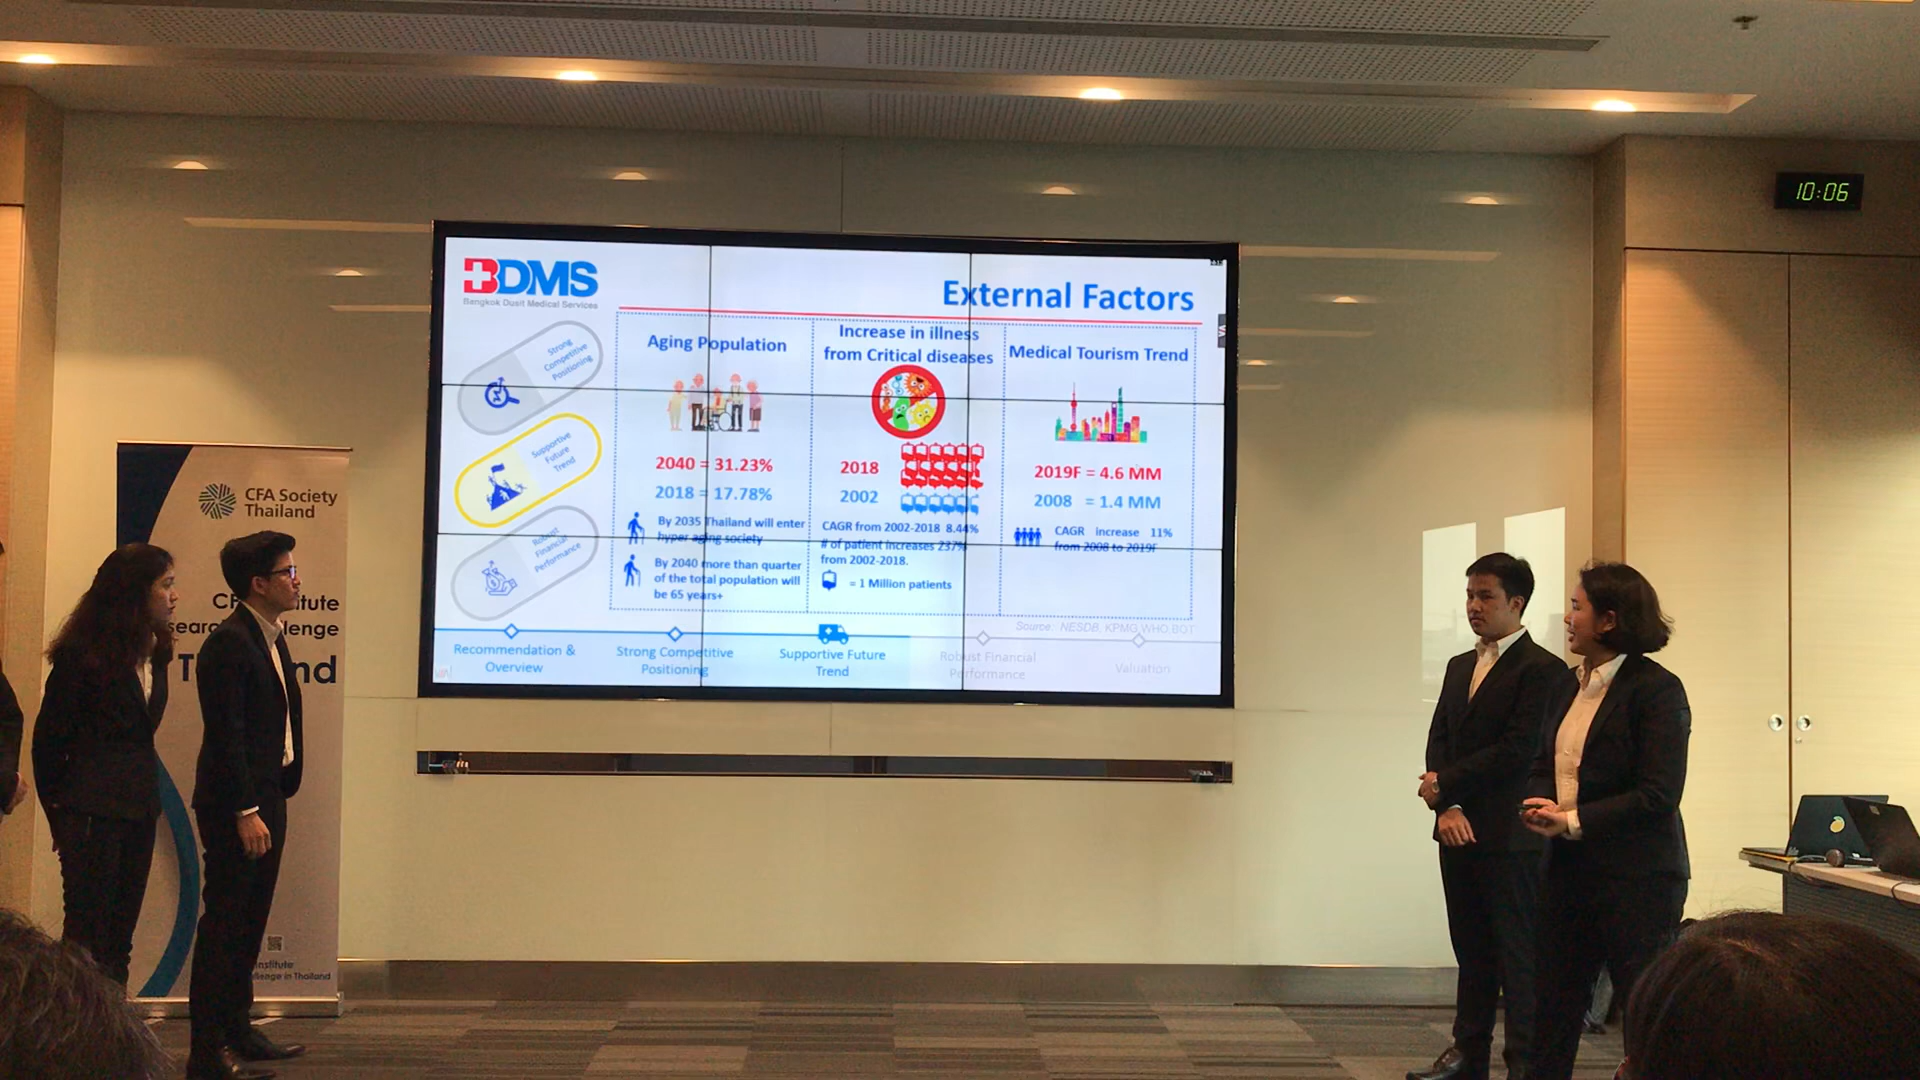 10:06
BDMS
Bangkok Dusit Medical Services
External Factors
Strong
Competitive
Positioning
Supportive
Future
Trend
Robust
Financial
Performance
Aging Population
2040 = 31.23%
2018 = 17.78%
By 2035 Thailand will enter
hyper aging society
By 2040 more than quarter
of the total population will
be 65 years+
Increase in illness
from Critical diseases
2018
2002
CAGR from 2002-2018 8.44%
# of patient increases 237%
from 2002-2018.
= 1 Million patients
Medical Tourism Trend
2019F = 4.6 MM
2008 = 1.4 MM
CAGR increase 11%
from 2008 to 2019F
Source: NESDB, KPMG WHO BOT
Recommendation &
Overview
Strong Competitive
Positioning
Supportive Future
Trend
Robust Financial
Performance
Valuation
CFA Society
Thailand